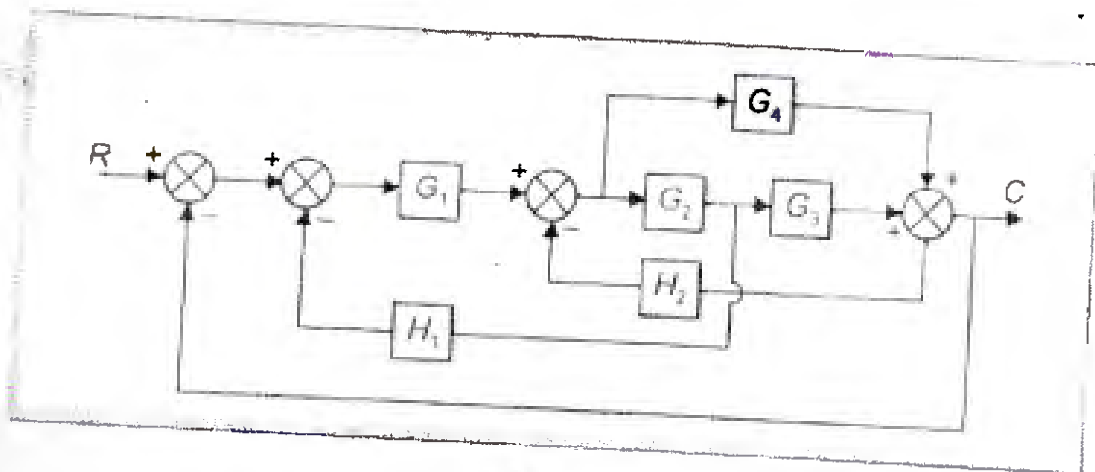 G₄
R + + G₁ + G₂ G₃ + + C
− − −
H₂
H₁